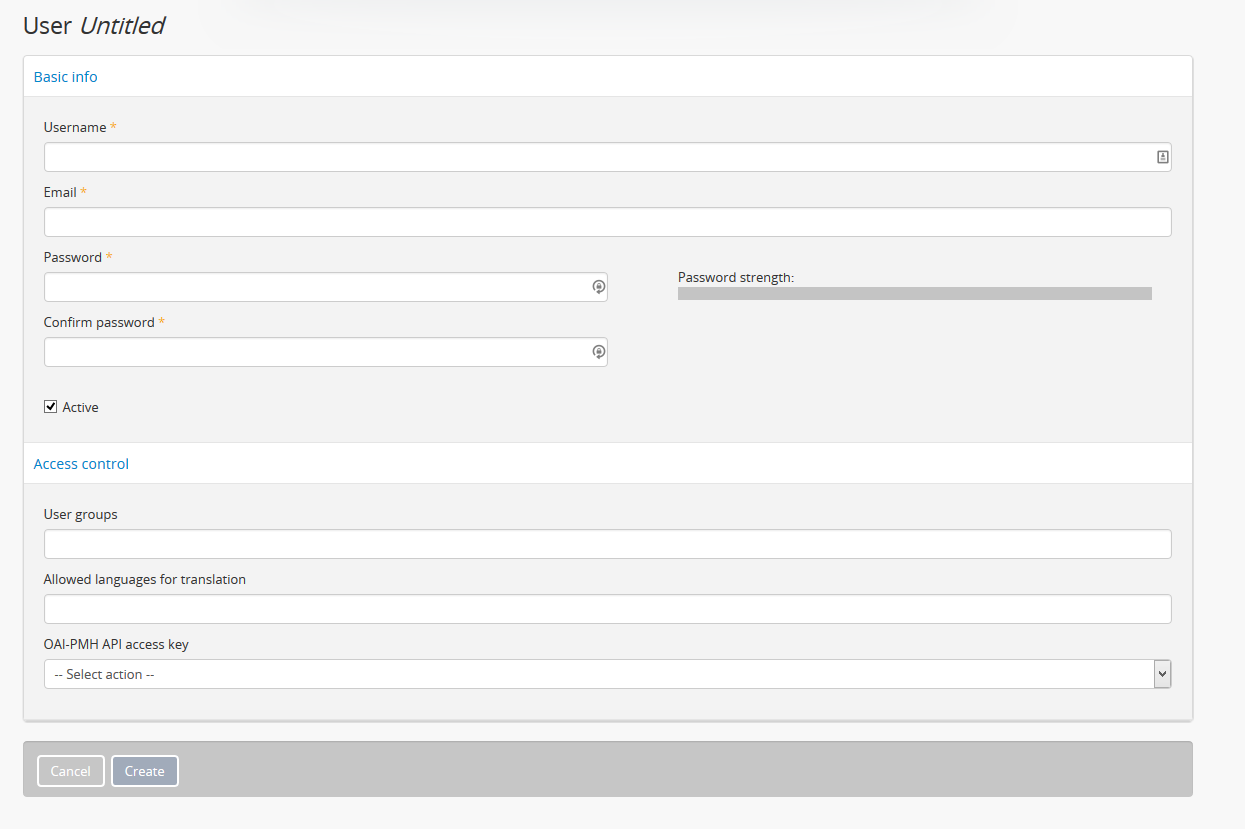 User Untitled
Basic info
Username *
Email *
Password *
Password strength:
Confirm password *
Active
Access control
User groups
Allowed languages for translation
OAI-PMH API access key
-- Select action --
Cancel Create